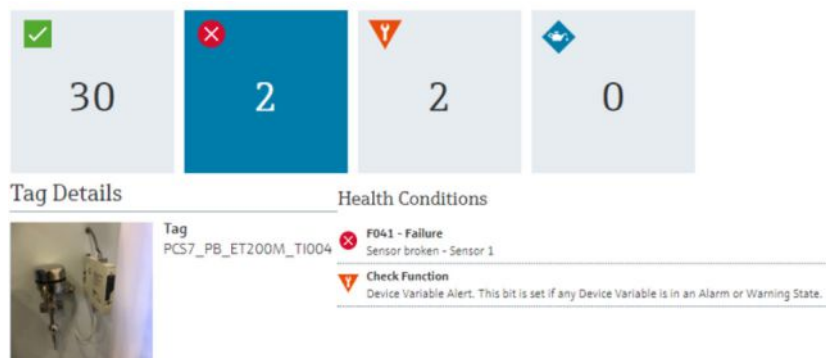 30
2
2
0
Tag Details
Tag
PCS7_PB_ET200M_TI004
Health Conditions
F041 - Failure
Sensor broken - Sensor 1
Check Function
Device Variable Alert. This bit is set if any Device Variable is in an Alarm or Warning State.